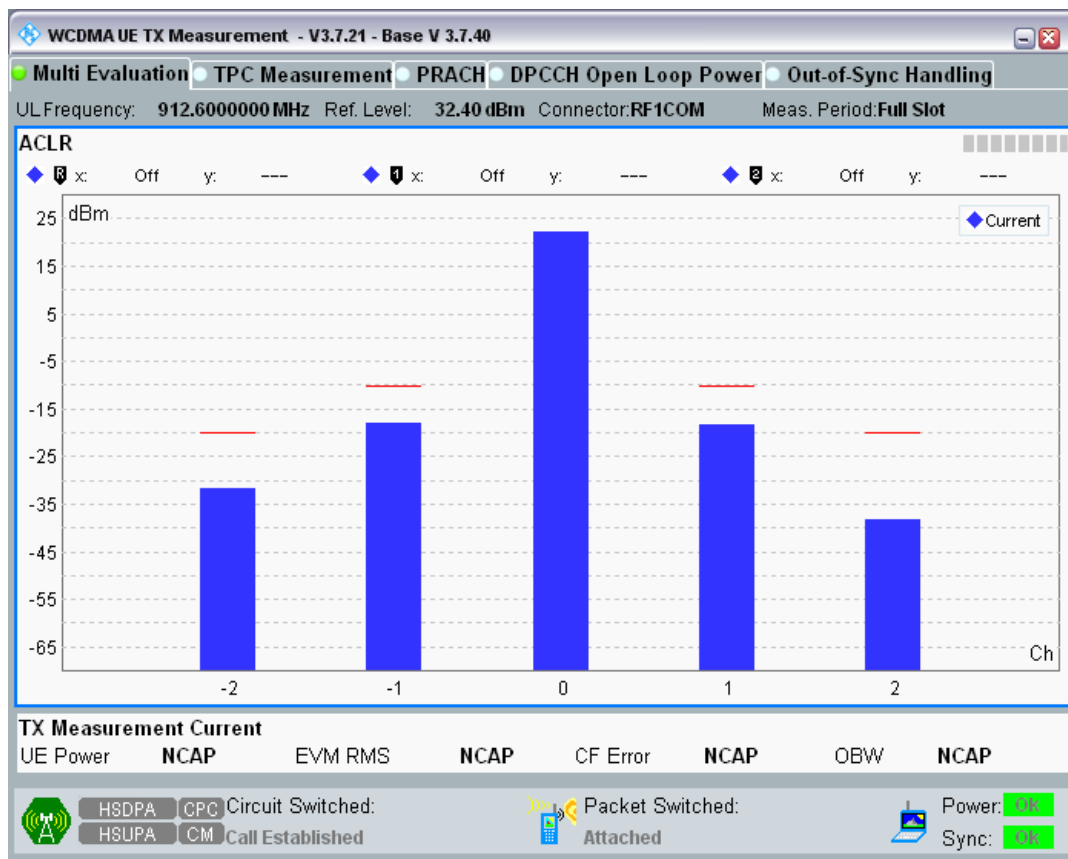 WCDMA UE TX Measurement - V3.7.21 - Base V 3.7.40
Multi Evaluation TPC Measurement PRACH DPCCH Open Loop Power Out-of-Sync Handling
UL Frequency: 912.6000000 MHz Ref. Level: 32.40 dBm Connector:RF1COM Meas. Period:Full Slot
ACLR
R x: Off y: --- 1 x: Off y: --- 2 x: Off y: ---
dBm
Current
25
15
5
-5
-15
-25
-35
-45
-55
-65
Ch
-2 -1 0 1 2
TX Measurement Current
UE Power NCAP EVM RMS NCAP CF Error NCAP OBW NCAP
HSDPA CPC Circuit Switched: Packet Switched: Power: Ok
HSUPA CM Call Established Attached Sync: Ok